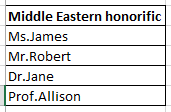 Middle Eastern honorific
Ms.James
Mr.Robert
Dr.Jane
Prof.Allison